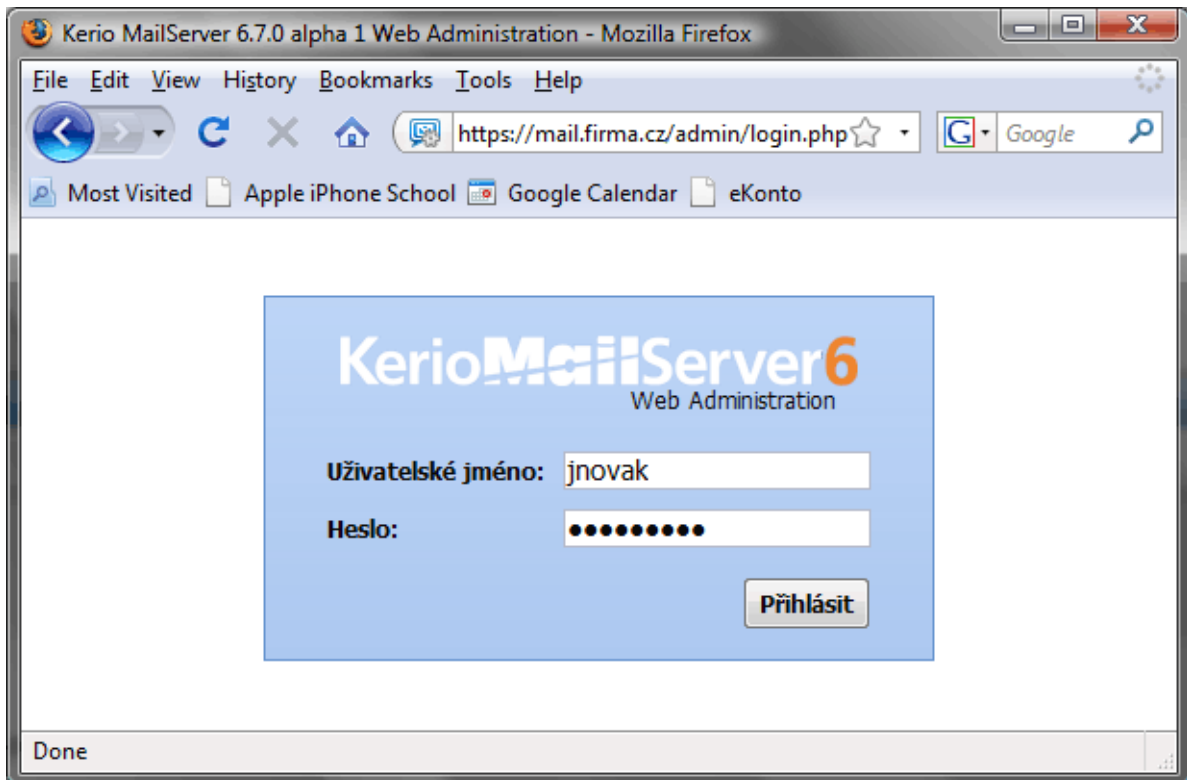 Kerio MailServer 6.7.0 alpha 1 Web Administration - Mozilla Firefox
File Edit View History Bookmarks Tools Help
https://mail.firma.cz/admin/login.php G Google
Most Visited Apple iPhone School Google Calendar eKonto
KerioMailServer6
Web Administration
Uživatelské jméno: jnovak
Heslo: •••••••••
Přihlásit
Done